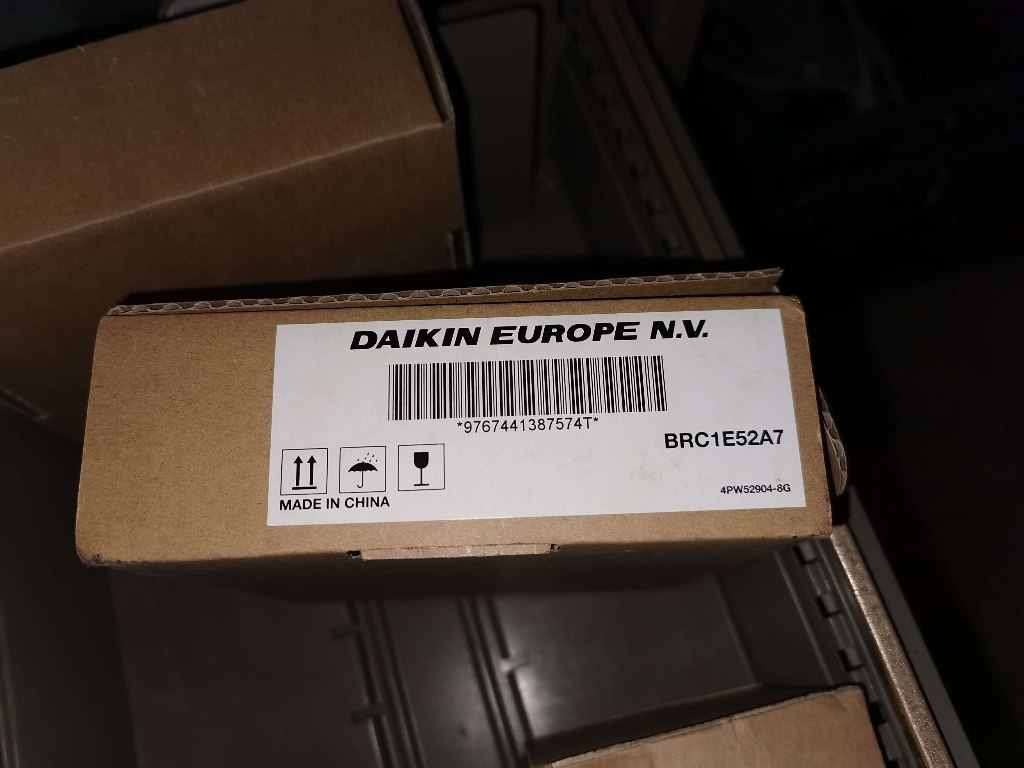 DAIKIN EUROPE N.V.
*9767441387574T*
BRC1E52A7
MADE IN CHINA
4PW52904-8G